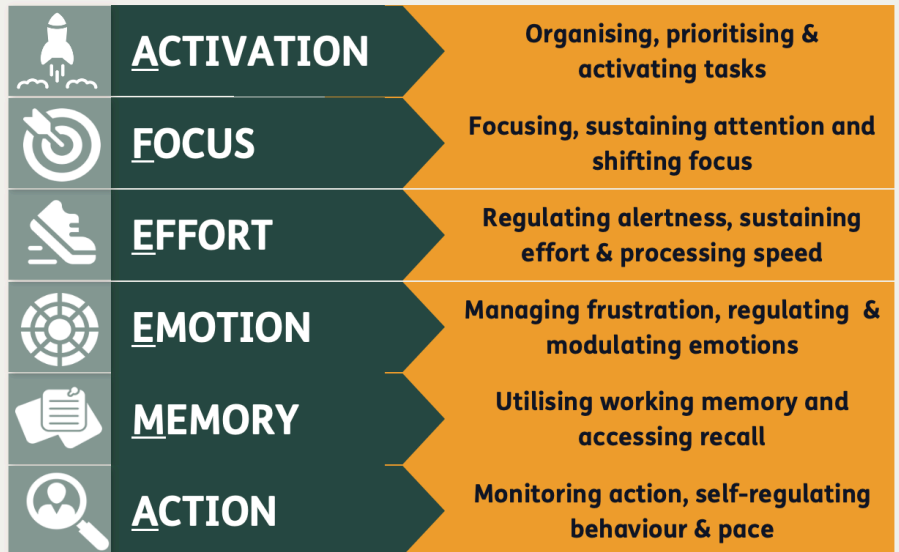 ACTIVATION
Organising, prioritising &
activating tasks
FOCUS
Focusing, sustaining attention and
shifting focus
EFFORT
Regulating alertness, sustaining
effort & processing speed
EMOTION
Managing frustration, regulating &
modulating emotions
MEMORY
Utilising working memory and
accessing recall
ACTION
Monitoring action, self-regulating
behaviour & pace